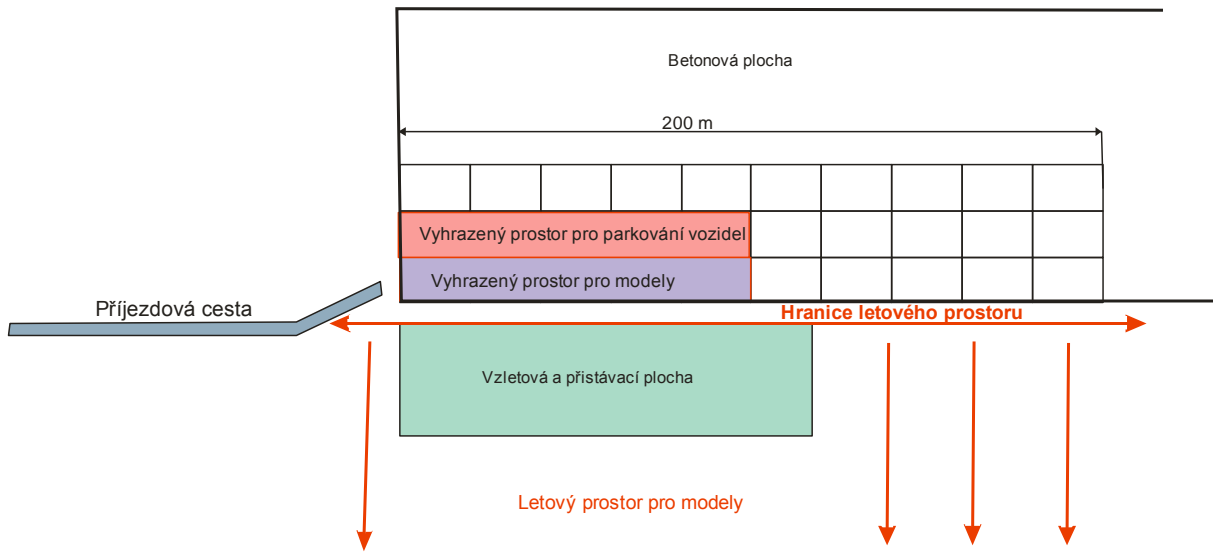 Betonová plocha
200 m
Vyhrazený prostor pro parkování vozidel
Vyhrazený prostor pro modely
Příjezdová cesta
Hranice letového prostoru
Vzletová a přistávací plocha
Letový prostor pro modely